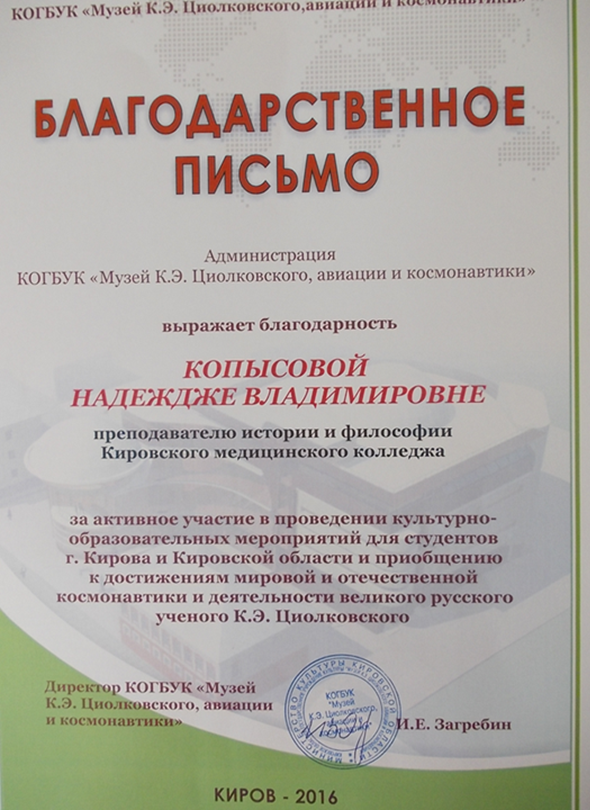 КОГБУК «Музей К.Э. Циолковского,авиации и космонавтики»
БЛАГОДАРСТВЕННОЕ
ПИСЬМО
Администрация
КОГБУК «Музей К.Э. Циолковского, авиации и космонавтики»
выражает благодарность
КОПЫСОВОЙ
НАДЕЖДЖЕ ВЛАДИМИРОВНЕ
преподавателю истории и философии
Кировского медицинского колледжа
за активное участие в проведении культурно-
образовательных мероприятий для студентов
г. Кирова и Кировской области и приобщению
к достижениям мировой и отечественной
космонавтики и деятельности великого русского
ученого К.Э. Циолковского
Директор КОГБУК «Музей
К.Э. Циолковского, авиации
и космонавтики»
МИНИСТЕРСТВО КУЛЬТУРЫ КИРОВСКОЙ ОБЛАСТИ
КОГБУК
"Музей
К.Э. Циолковского,
авиации
И.Е. Загребин
КИРОВ - 2016